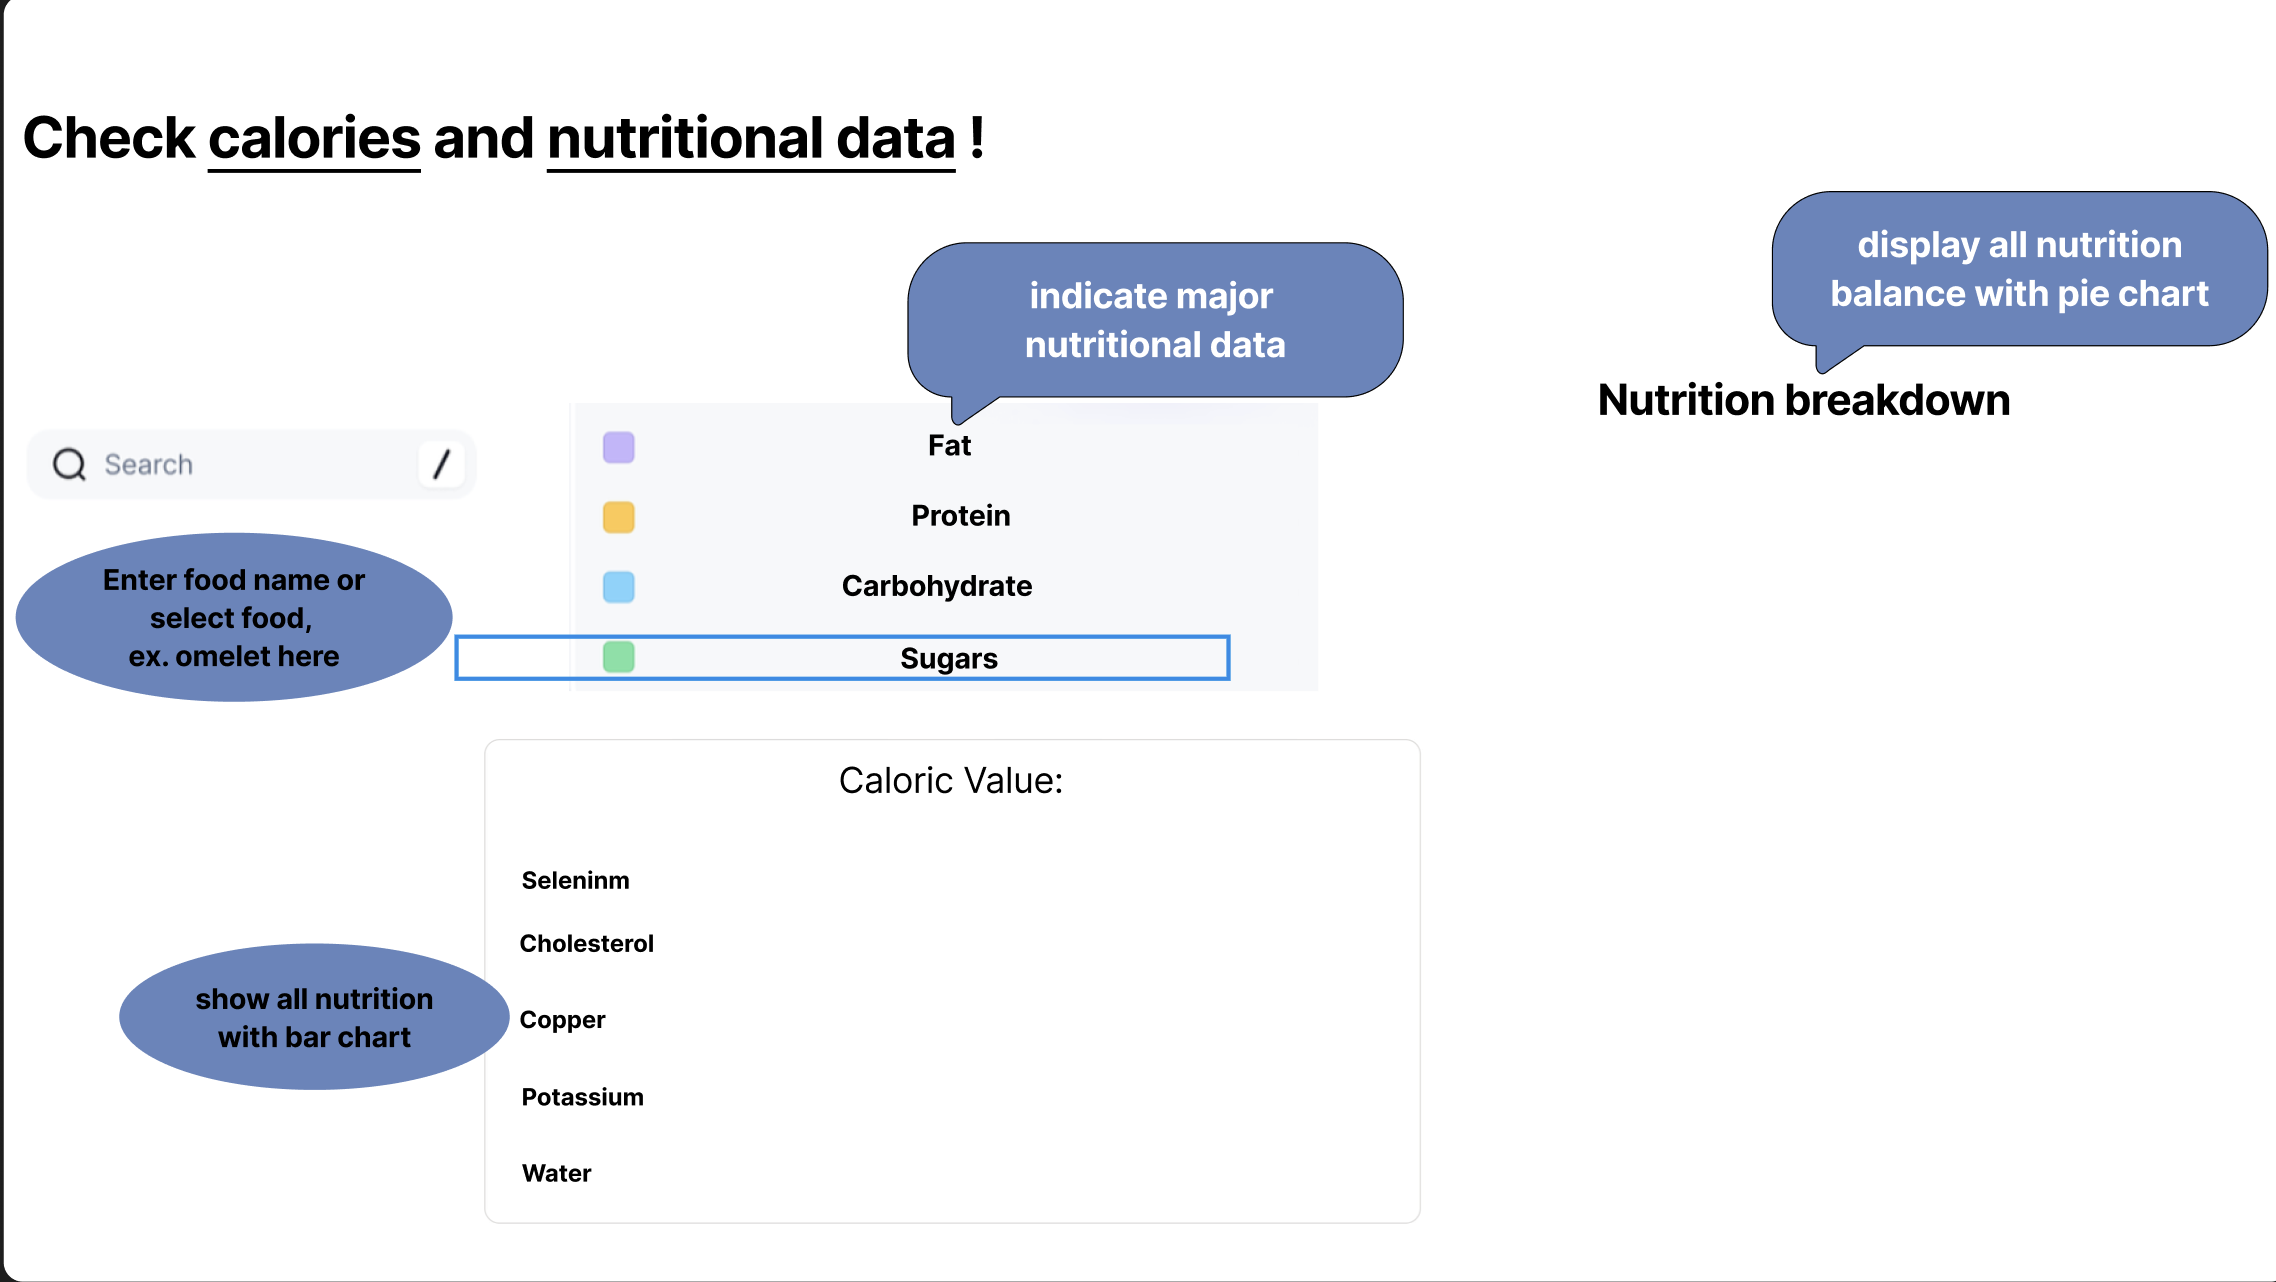 Check calories and nutritional data !
display all nutrition
balance with pie chart
indicate major
nutritional data
Nutrition breakdown
Search
/
Fat
Protein
Carbohydrate
Sugars
Enter food name or
select food,
ex. omelet here
Caloric Value:
Seleninm
Cholesterol
show all nutrition
with bar chart
Copper
Potassium
Water